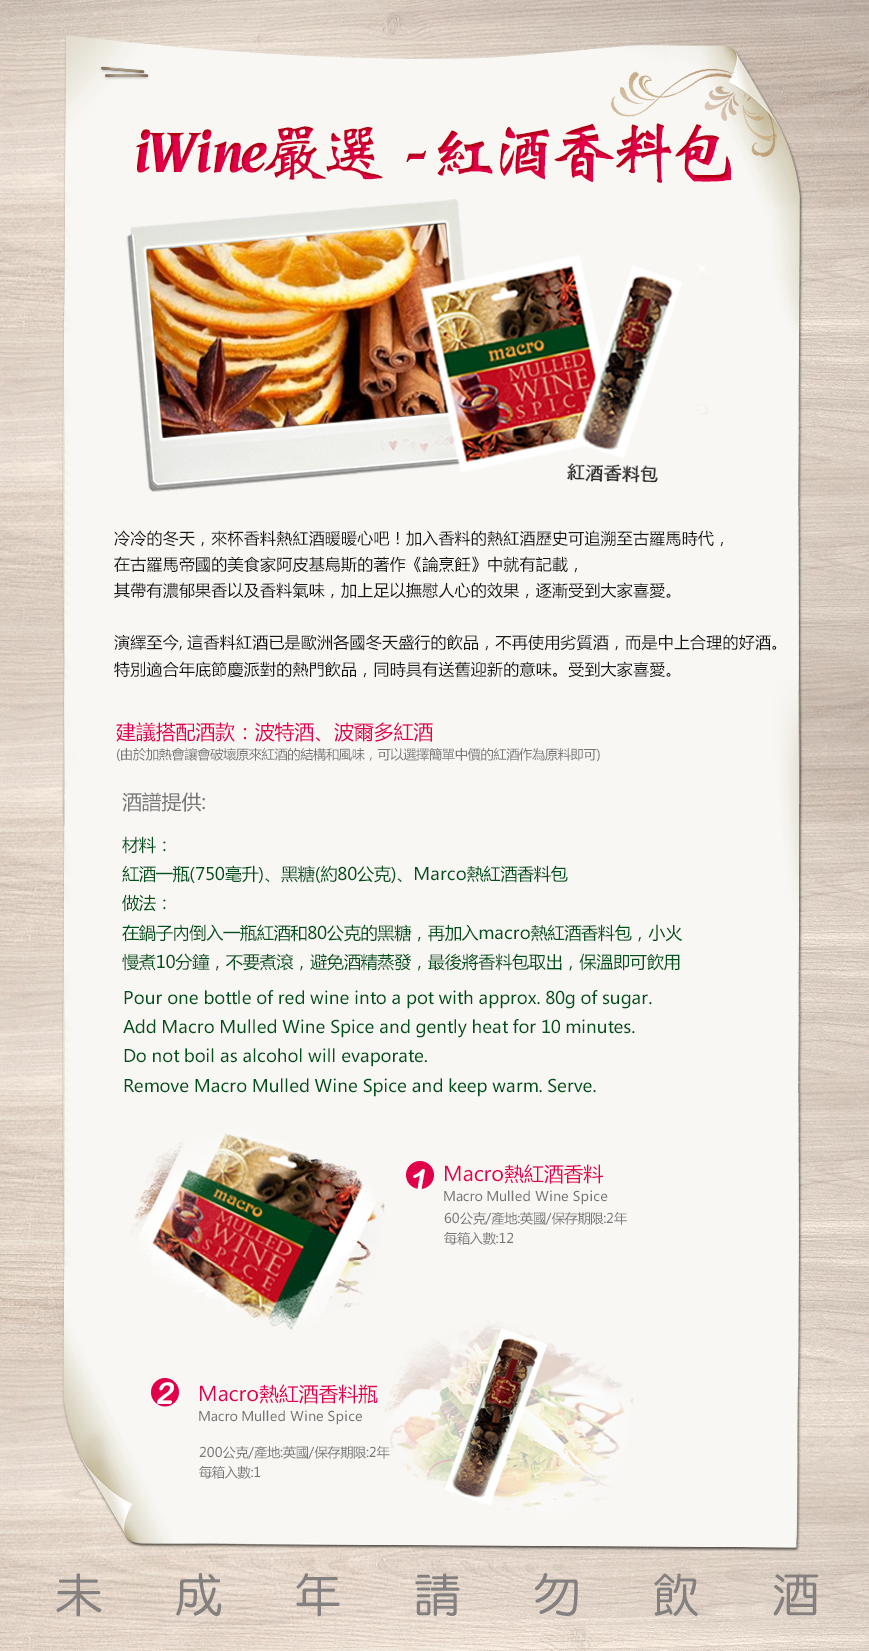 iWine嚴選 - 紅酒香料包
macro
MULLED
WINE
SPICE
紅酒香料包
冷冷的冬天，來杯香料熱紅酒暖暖心吧！加入香料的熱紅酒歷史可追溯至古羅馬時代，
在古羅馬帝國的美食家阿皮基烏斯的著作《論烹飪》中就有記載，
其帶有濃郁果香以及香料氣味，加上足以撫慰人心的效果，逐漸受到大家喜愛。
演繹至今, 這香料紅酒已是歐洲各國冬天盛行的飲品，不再使用劣質酒，而是中上合理的好酒。
特別適合年底節慶派對的熱門飲品，同時具有送舊迎新的意味。受到大家喜愛。
建議搭配酒款：波特酒、波爾多紅酒
(由於加熱會讓會破壞原來紅酒的結構和風味，可以選擇簡單中價的紅酒作為原料即可)
酒譜提供:
材料：
紅酒一瓶(750毫升)、黑糖(約80公克)、Marco熱紅酒香料包
做法：
在鍋子內倒入一瓶紅酒和80公克的黑糖，再加入macro熱紅酒香料包，小火
慢煮10分鐘，不要煮滾，避免酒精蒸發，最後將香料包取出，保溫即可飲用
Pour one bottle of red wine into a pot with approx. 80g of sugar.
Add Macro Mulled Wine Spice and gently heat for 10 minutes.
Do not boil as alcohol will evaporate.
Remove Macro Mulled Wine Spice and keep warm. Serve.
macro
MULLED
WINE
SPICE
1 Macro熱紅酒香料
Macro Mulled Wine Spice
60公克/產地:英國/保存期限:2年
每箱入數:12
2 Macro熱紅酒香料瓶
Macro Mulled Wine Spice
200公克/產地:英國/保存期限:2年
每箱入數:1
未成年請勿飲酒